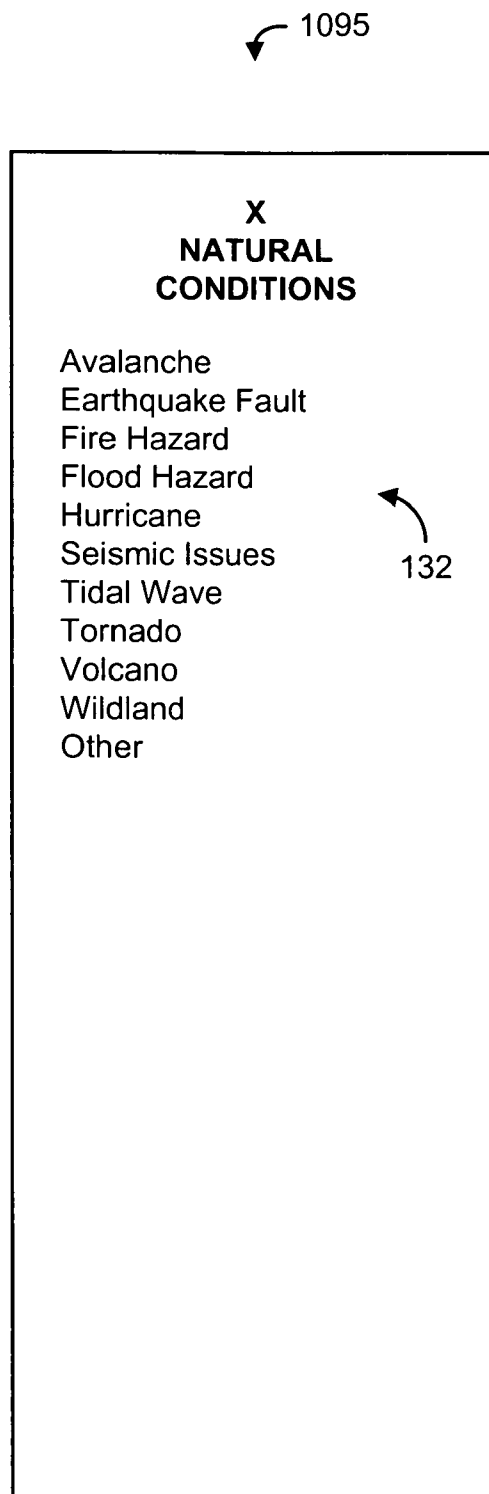 1095
X
NATURAL
CONDITIONS
Avalanche
Earthquake Fault
Fire Hazard
Flood Hazard
Hurricane
Seismic Issues
132
Tidal Wave
Tornado
Volcano
Wildland
Other